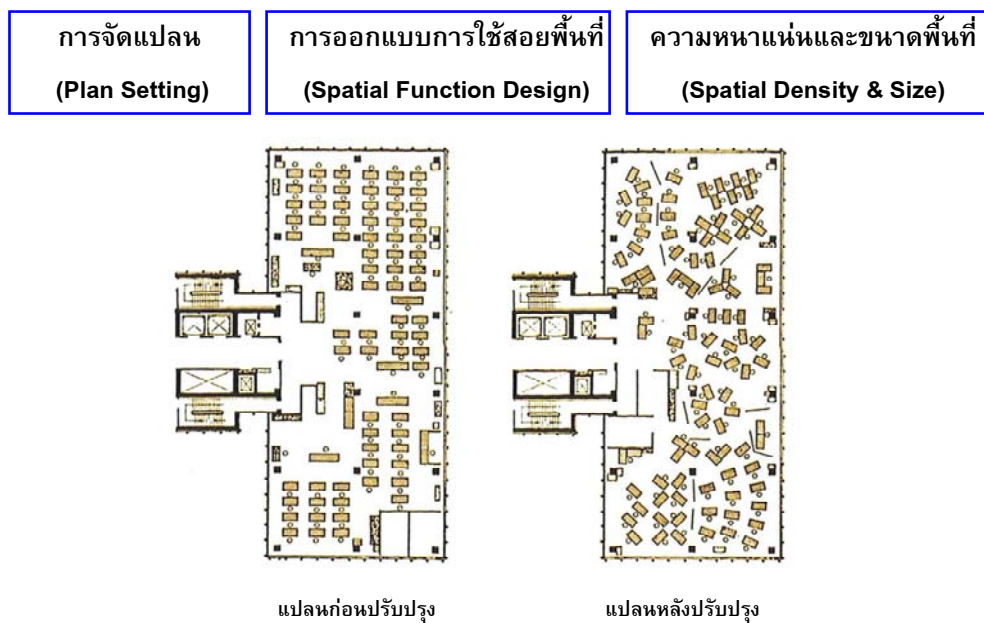 การจัดแปลน
(Plan Setting)
การออกแบบการใช้สอยพื้นที่
(Spatial Function Design)
ความหนาแน่นและขนาดพื้นที่
(Spatial Density & Size)
แปลนก่อนปรับปรุง
แปลนหลังปรับปรุง